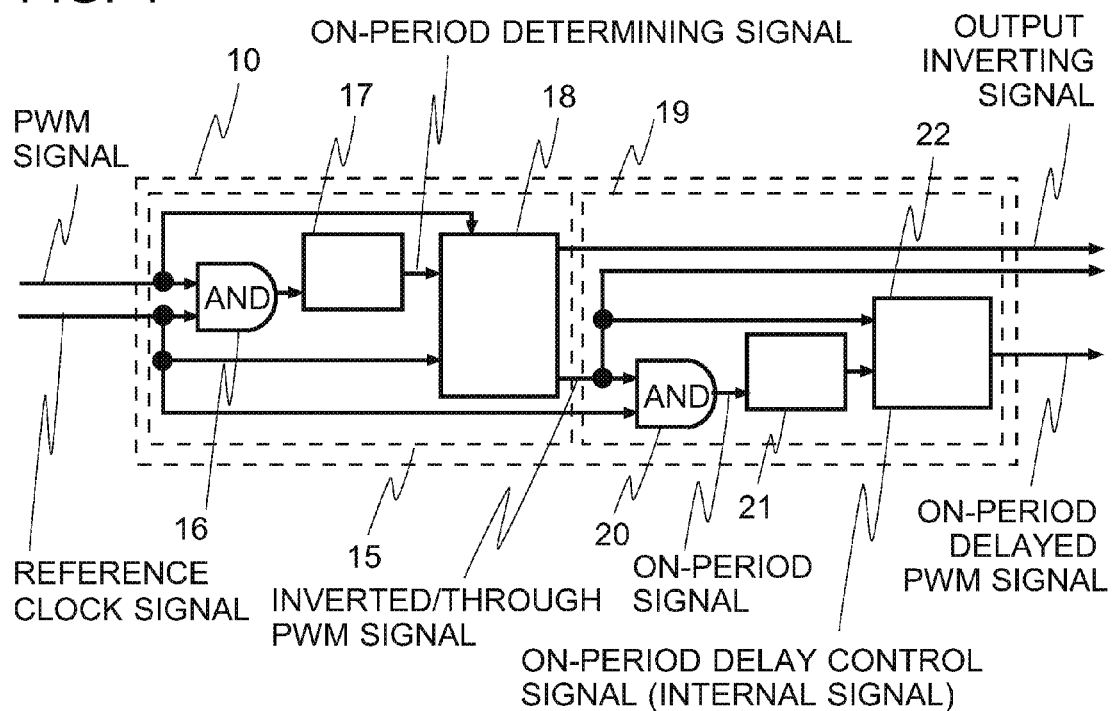 ON-PERIOD DETERMINING SIGNAL
OUTPUT
INVERTING
SIGNAL
10
17
18
19
22
PWM
SIGNAL
AND
AND
16
15
20
21
REFERENCE
CLOCK SIGNAL
INVERTED/THROUGH
PWM SIGNAL
ON-PERIOD
SIGNAL
ON-PERIOD
DELAYED
PWM SIGNAL
ON-PERIOD DELAY CONTROL
SIGNAL (INTERNAL SIGNAL)